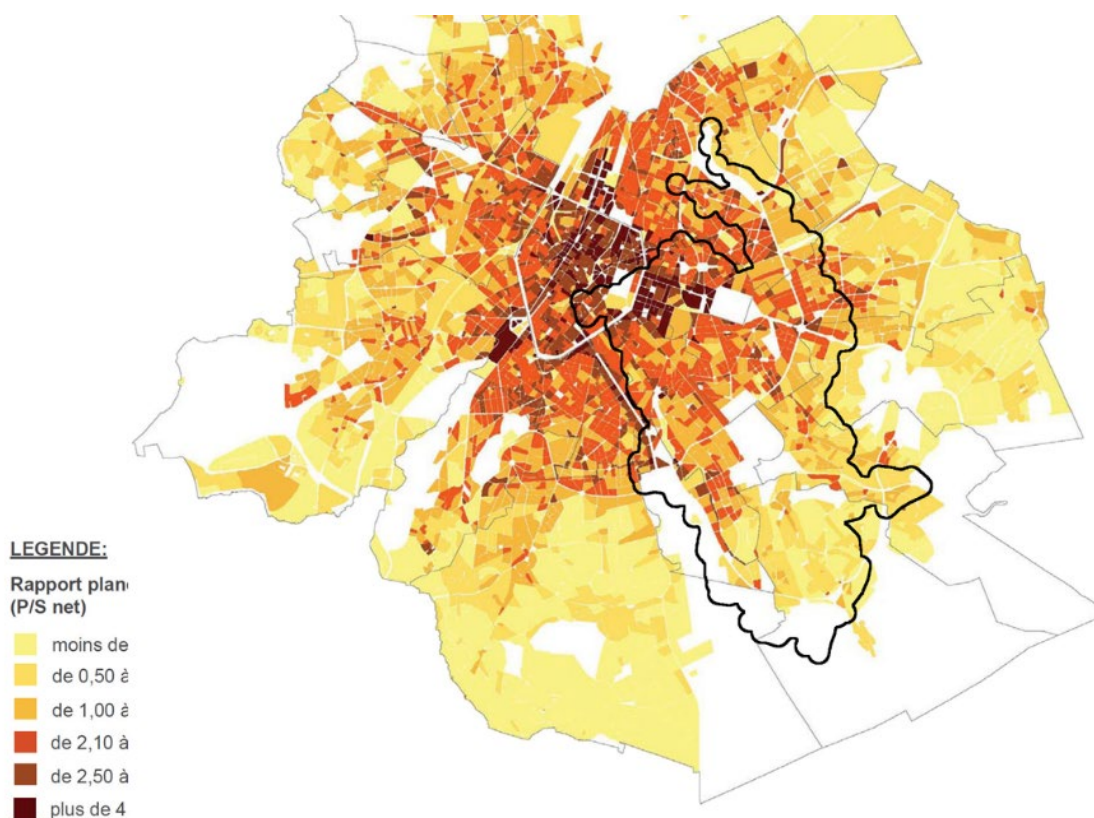 LEGENDE:
Rapport plan
(P/S net)
moins de
de 0,50 à
de 1,00 à
de 2,10 à
de 2,50 à
plus de 4